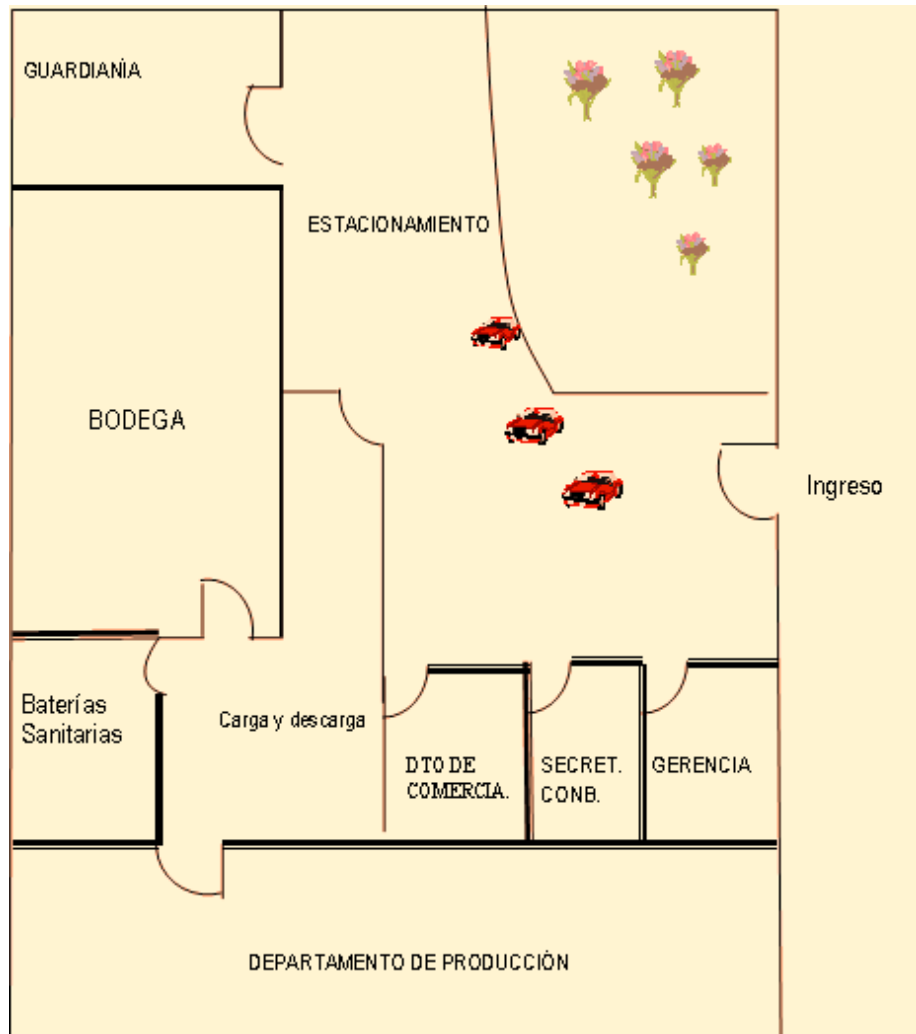 GUARDIANÍA
ESTACIONAMIENTO
BODEGA
Ingreso
Baterías
Sanitarias
Carga y descarga
DTO DE
COMERCIA.
SECRET.
CONB.
GERENCIA
DEPARTAMENTO DE PRODUCCIÓN